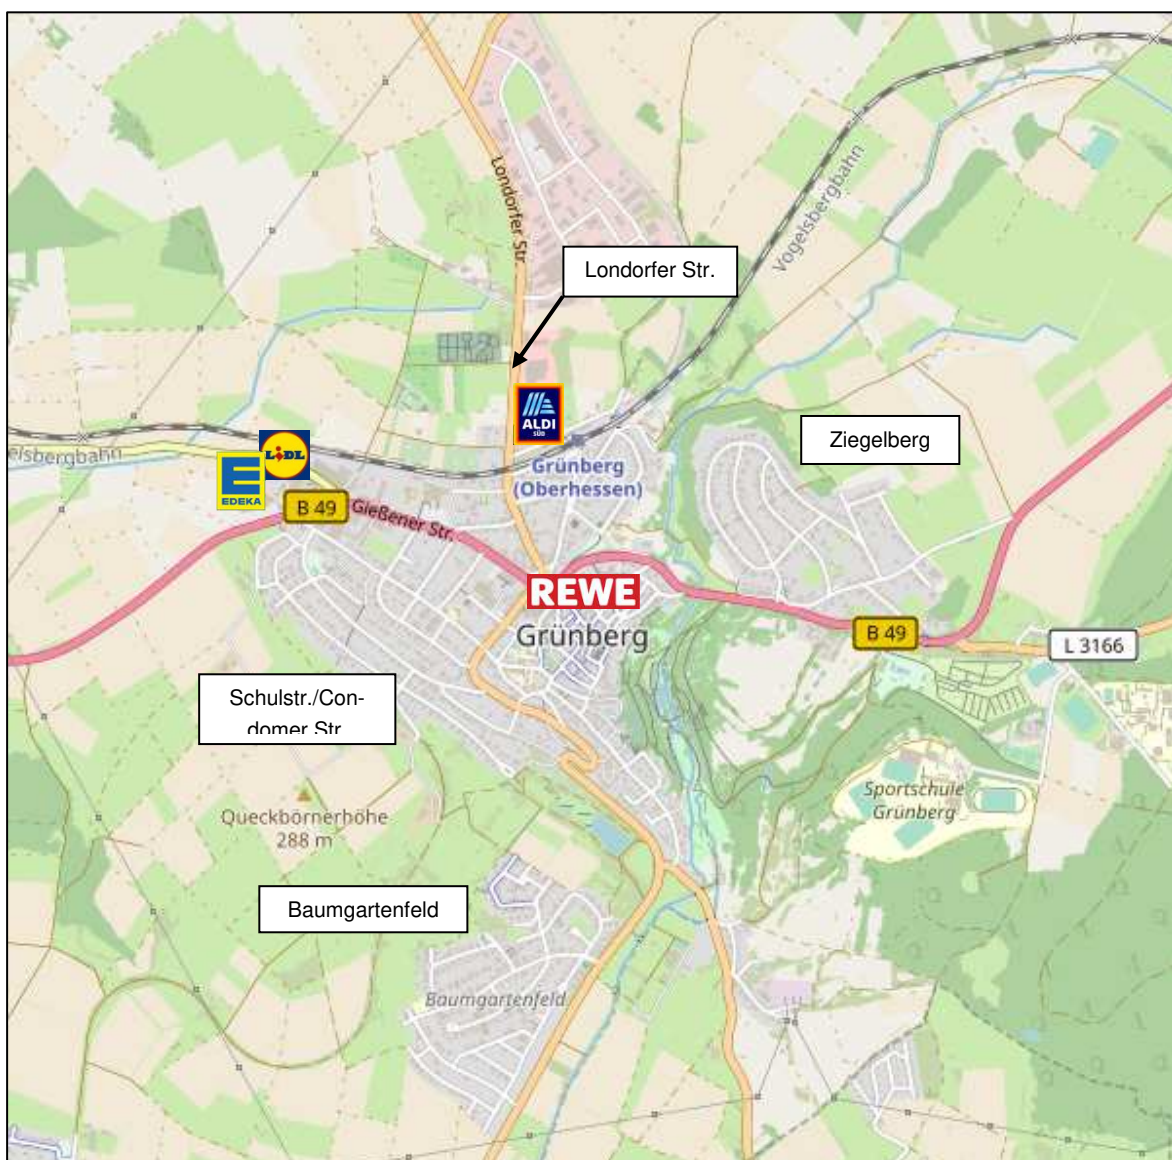 Londorfer Str.
Londorfer Str.
Vogelsbergbahn
ALDI
SÜD
Ziegelberg
elsbergbahn
LIDL
E
EDEKA
Grünberg
(Oberhessen)
B 49
Gießener Str.
REWE
Grünberg
B 49
L 3166
Schulstr./Con-
domer Str
Sportschule
Grünberg
Queckbörnerhöhe
288 m
Baumgartenfeld
Baumgartenfeld